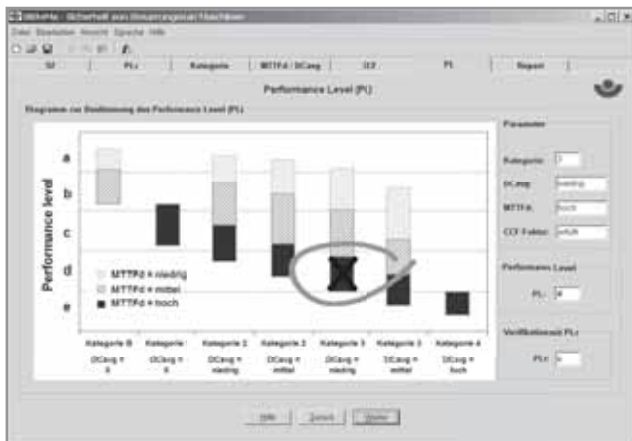 Sicherheit von Steuerungen an Maschinen
Datei Bearbeiten Ansicht Sprache Hilfe
SF PLr Kategorie MTTFd / DCavg CCF PL Report
Performance Level (PL)
Diagramm zur Bestimmung des Performance Level (PL)
Parameter
Performance level
a
b
c
d
e
MTTFd = niedrig
MTTFd = mittel
MTTFd = hoch
Kategorie B
DCavg =
0
Kategorie
DCavg =
0
Kategorie 2
DCavg =
niedrig
Kategorie 2
DCavg =
mittel
Kategorie 3
DCavg =
niedrig
Kategorie 3
DCavg =
mittel
Kategorie 4
DCavg =
hoch
Kategorie: 3
DCavg: niedrig
MTTFd: hoch
CCF Faktor: erfüllt
Performance Level
PL: d
Verifikation PLr
PLr:
Hilfe Zurück Weiter